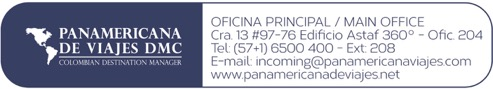 PANAMERICANA
DE VIAJES DMC
COLOMBIAN DESTINATION MANAGER
OFICINA PRINCIPAL / MAIN OFFICE
Cra. 13 #97-76 Edificio Astaf 360° - Ofic. 204
Tel: (57+1) 6500 400 - Ext: 208
E-mail: incoming@panamericanaviajes.com
www.panamericanadeviajes.net